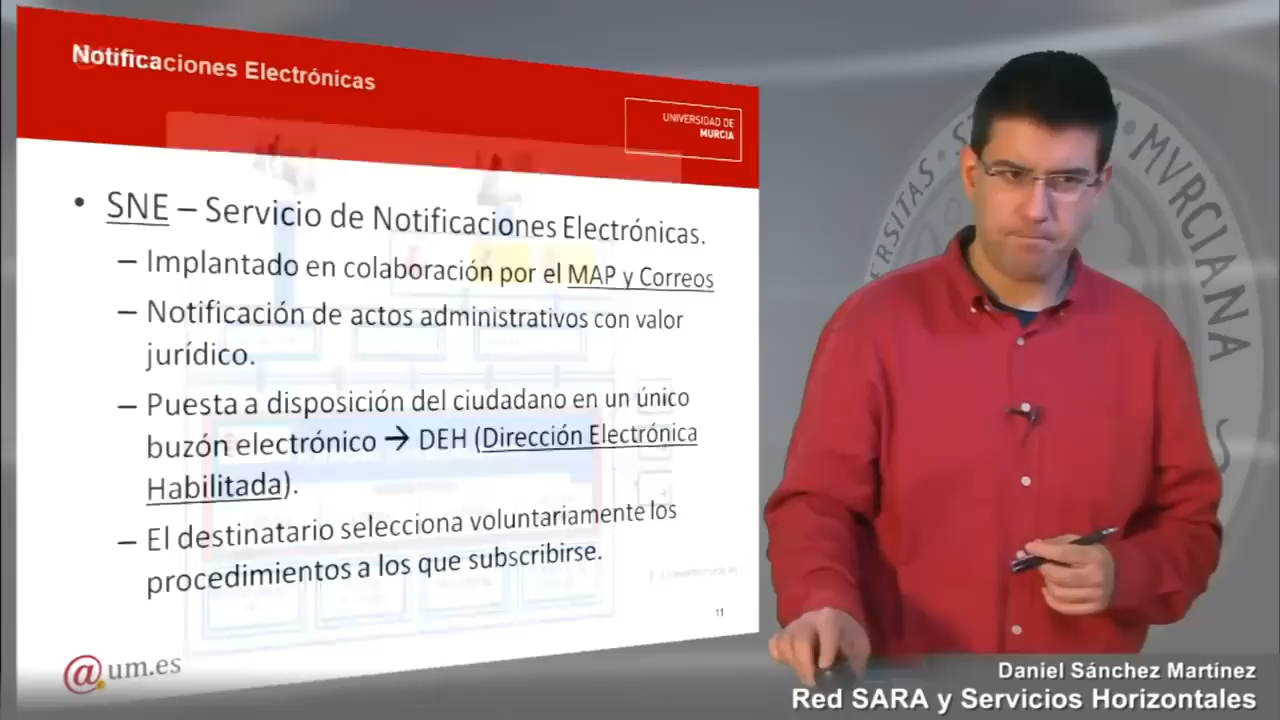 Notificaciones Electrónicas
UNIVERSIDAD DE
MURCIA
• SNE – Servicio de Notificaciones Electrónicas.
– Implantado en colaboración por el MAP y Correos
– Notificación de actos administrativos con valor
jurídico.
– Puesta a disposición del ciudadano en un único
buzón electrónico → DEH (Dirección Electrónica
Habilitada).
– El destinatario selecciona voluntariamente los
procedimientos a los que subscribirse.
11
@um.es
MVRCIANA
Daniel Sánchez Martínez
Red SARA y Servicios Horizontales